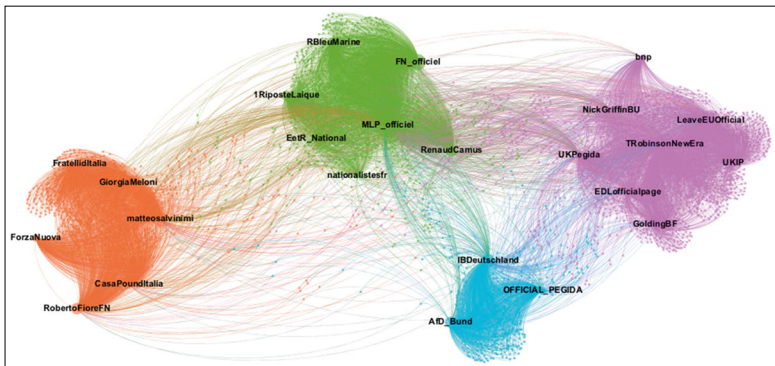 RBleuMarine
FN_officiel
bnp
1RiposteLaique
NickGriffinBU
LeaveEUOfficial
MLP_officiel
EetR_National
RenaudCamus
TRobinsonNewEra
UKPegida
UKIP
FratellidItalia
GiorgiaMeloni
nationalistesfr
EDLofficialpage
matteosalvinimi
GoldingBF
ForzaNuova
IBDeutschland
CasaPoundItalia
OFFICIAL_PEGIDA
RobertoFioreFN
AfD_Bund